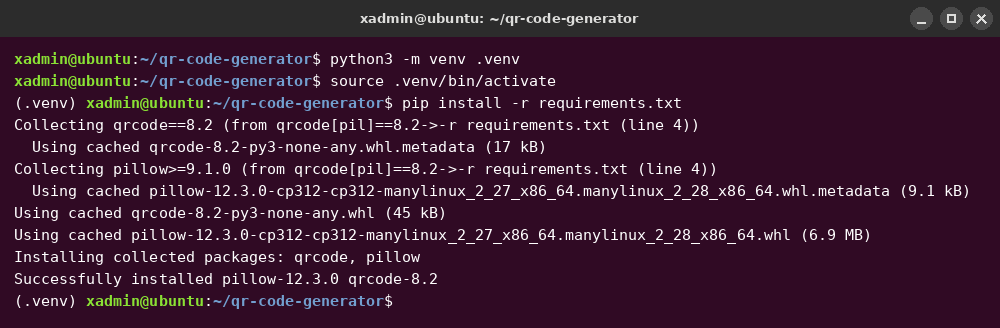 xadmin@ubuntu: ~/qr-code-generator
xadmin@ubuntu:~/qr-code-generator$ python3 -m venv .venv
xadmin@ubuntu:~/qr-code-generator$ source .venv/bin/activate
(.venv) xadmin@ubuntu:~/qr-code-generator$ pip install -r requirements.txt
Collecting qrcode==8.2 (from qrcode[pil]==8.2->-r requirements.txt (line 4))
  Using cached qrcode-8.2-py3-none-any.whl.metadata (17 kB)
Collecting pillow>=9.1.0 (from qrcode[pil]==8.2->-r requirements.txt (line 4))
  Using cached pillow-12.3.0-cp312-cp312-manylinux_2_27_x86_64.manylinux_2_28_x86_64.whl.metadata (9.1 kB)
Using cached qrcode-8.2-py3-none-any.whl (45 kB)
Using cached pillow-12.3.0-cp312-cp312-manylinux_2_27_x86_64.manylinux_2_28_x86_64.whl (6.9 MB)
Installing collected packages: qrcode, pillow
Successfully installed pillow-12.3.0 qrcode-8.2
(.venv) xadmin@ubuntu:~/qr-code-generator$